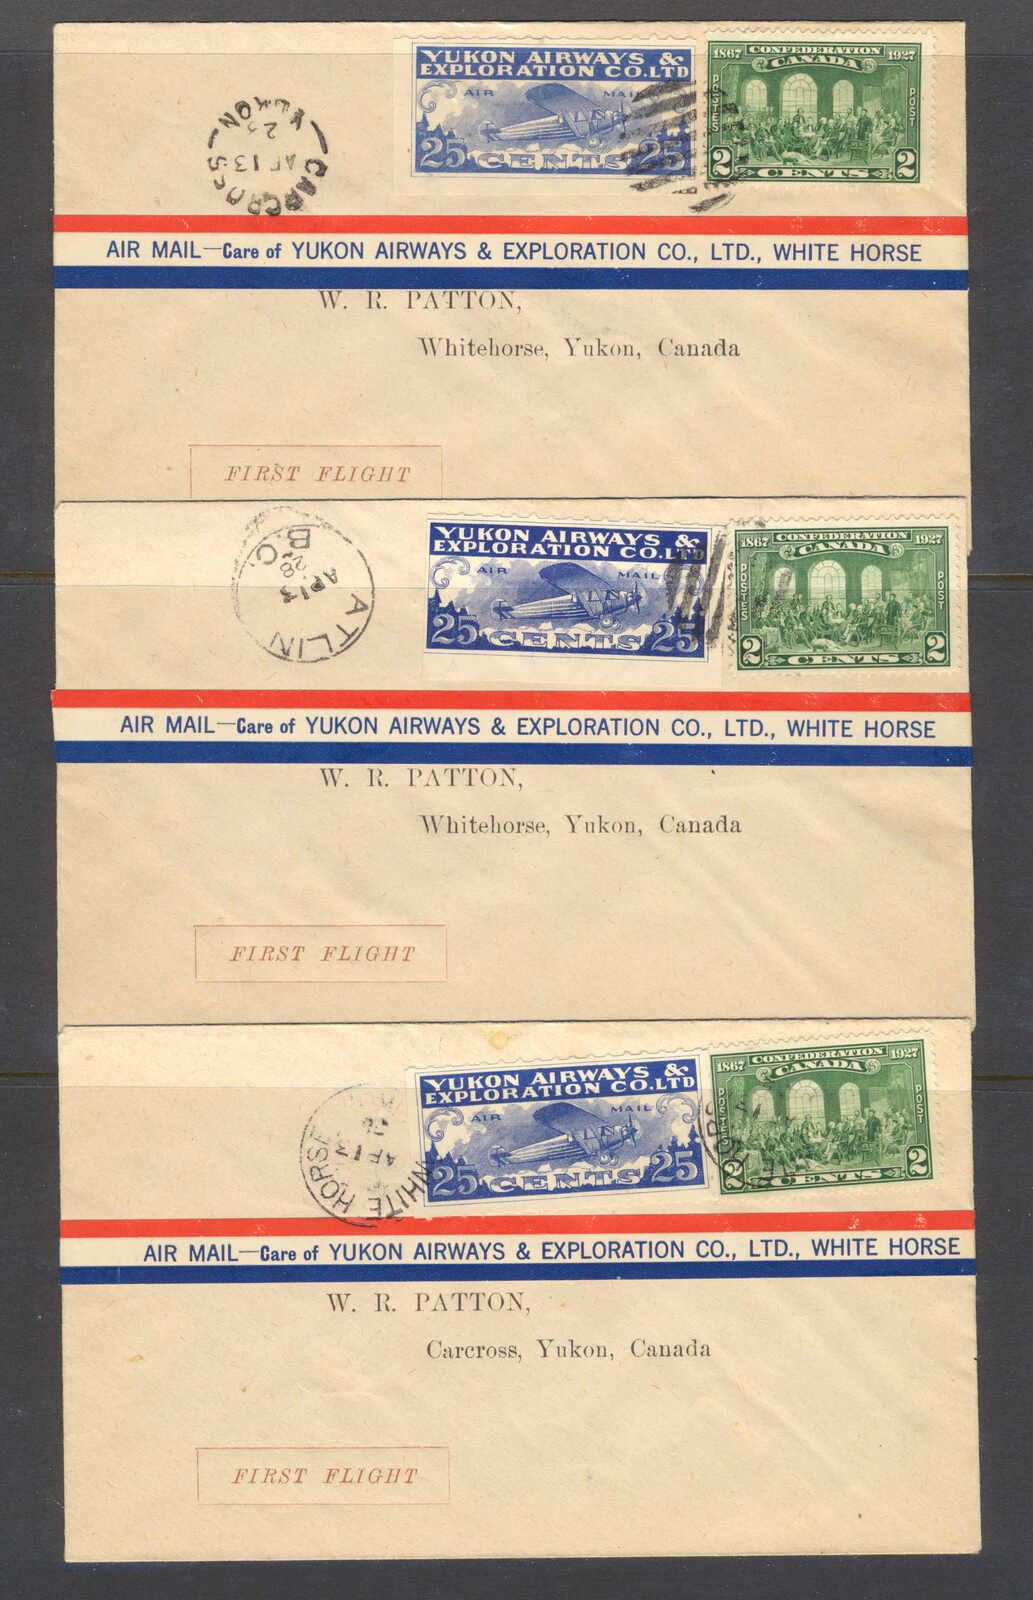 YUKON AIRWAYS &
EXPLORATION CO. LTD
AIR MAIL
25 CENTS 25
1867 CONFEDERATION 1927
CANADA
POSTES POST
2 CENTS 2
CARCROSS
AP 13
YUKON
AIR MAIL—Care of YUKON AIRWAYS & EXPLORATION CO., LTD., WHITE HORSE
W. R. PATTON,
Whitehorse, Yukon, Canada
FIRST FLIGHT
YUKON AIRWAYS &
EXPLORATION CO. LTD
AIR MAIL
25 CENTS 25
1867 CONFEDERATION 1927
CANADA
POSTES POST
2 CENTS 2
ATLIN
AP 13
28
B.C.
AIR MAIL—Care of YUKON AIRWAYS & EXPLORATION CO., LTD., WHITE HORSE
W. R. PATTON,
Whitehorse, Yukon, Canada
FIRST FLIGHT
YUKON AIRWAYS &
EXPLORATION CO. LTD
AIR MAIL
25 CENTS 25
1867 CONFEDERATION 1927
CANADA
POSTES POST
2 CENTS 2
WHITE HORSE
AP 13
AIR MAIL—Care of YUKON AIRWAYS & EXPLORATION CO., LTD., WHITE HORSE
W. R. PATTON,
Carcross, Yukon, Canada
FIRST FLIGHT